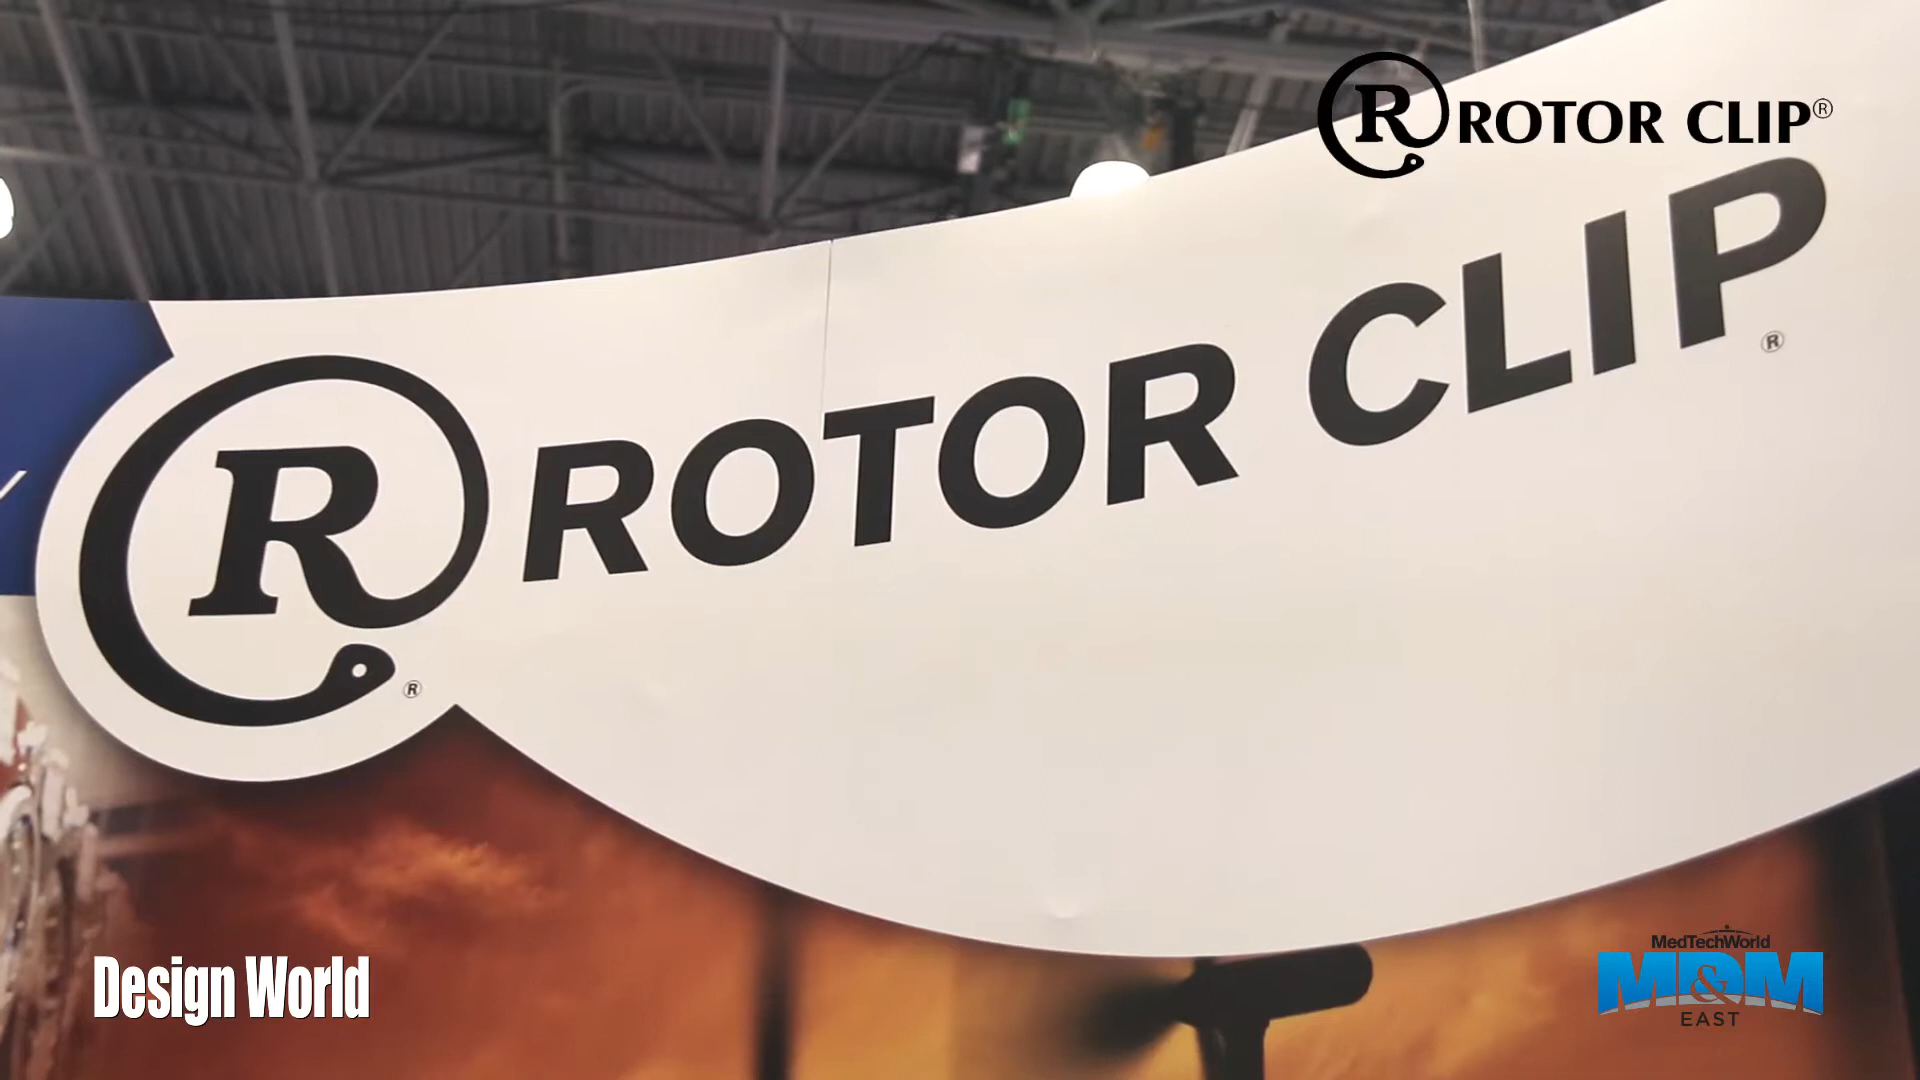 R ROTOR CLIP®
R ROTOR CLIP®
®
Design World
MedTechWorld
MD&M
EAST